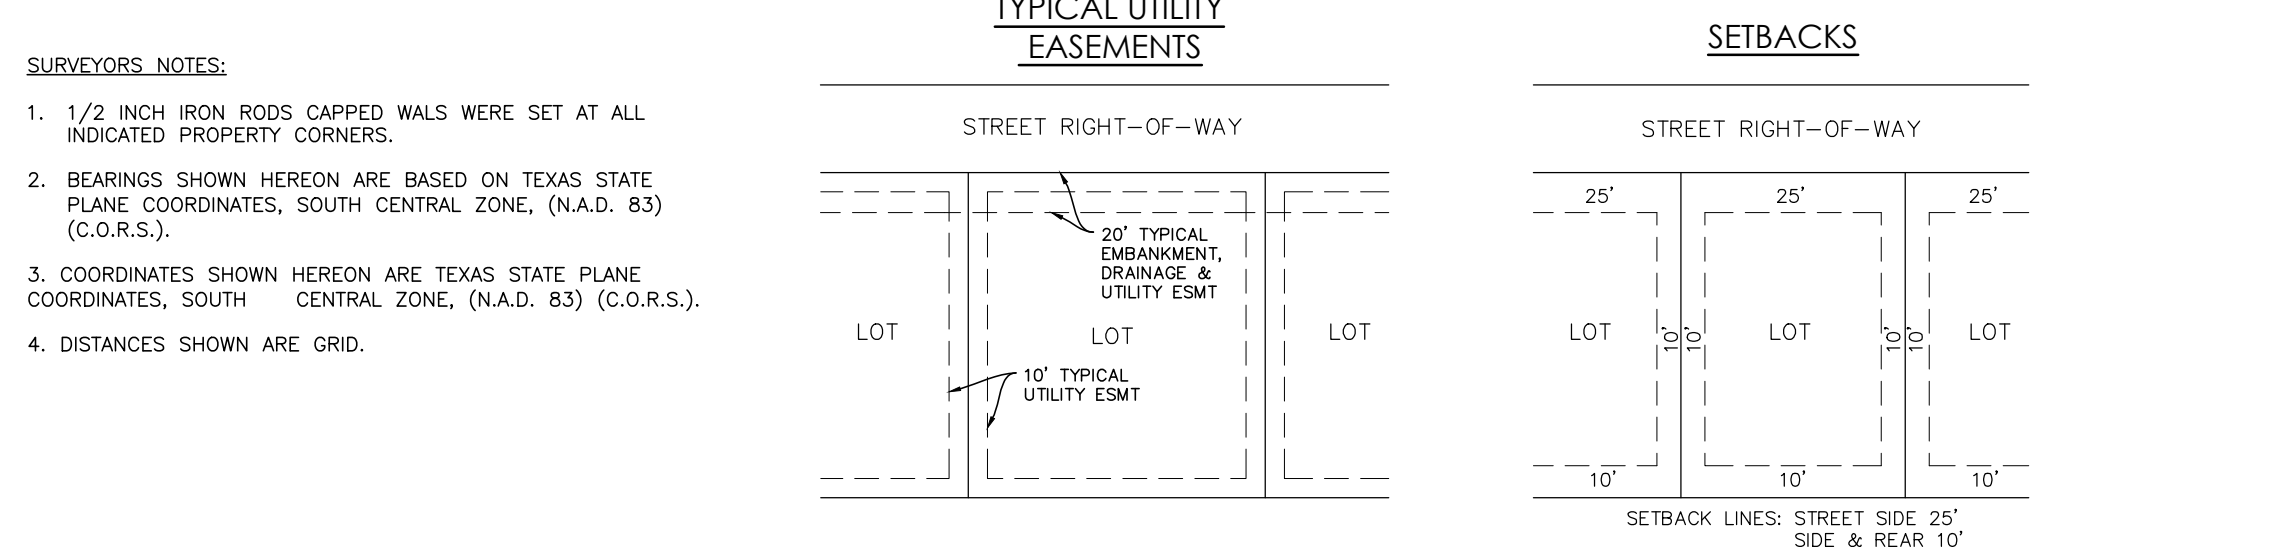 SURVEYORS NOTES:
1. 1/2 INCH IRON RODS CAPPED WALS WERE SET AT ALL
INDICATED PROPERTY CORNERS.
2. BEARINGS SHOWN HEREON ARE BASED ON TEXAS STATE
PLANE COORDINATES, SOUTH CENTRAL ZONE, (N.A.D. 83)
(C.O.R.S.).
3. COORDINATES SHOWN HEREON ARE TEXAS STATE PLANE
COORDINATES, SOUTH CENTRAL ZONE, (N.A.D. 83) (C.O.R.S.).
4. DISTANCES SHOWN ARE GRID.
TYPICAL UTILITY
EASEMENTS
STREET RIGHT-OF-WAY
20' TYPICAL
EMBANKMENT,
DRAINAGE &
UTILITY ESMT
LOT
LOT
LOT
10' TYPICAL
UTILITY ESMT
SETBACKS
STREET RIGHT-OF-WAY
25'
25'
25'
LOT
10'
10'
LOT
10'
10'
LOT
10'
10'
10'
SETBACK LINES: STREET SIDE 25'
SIDE & REAR 10'